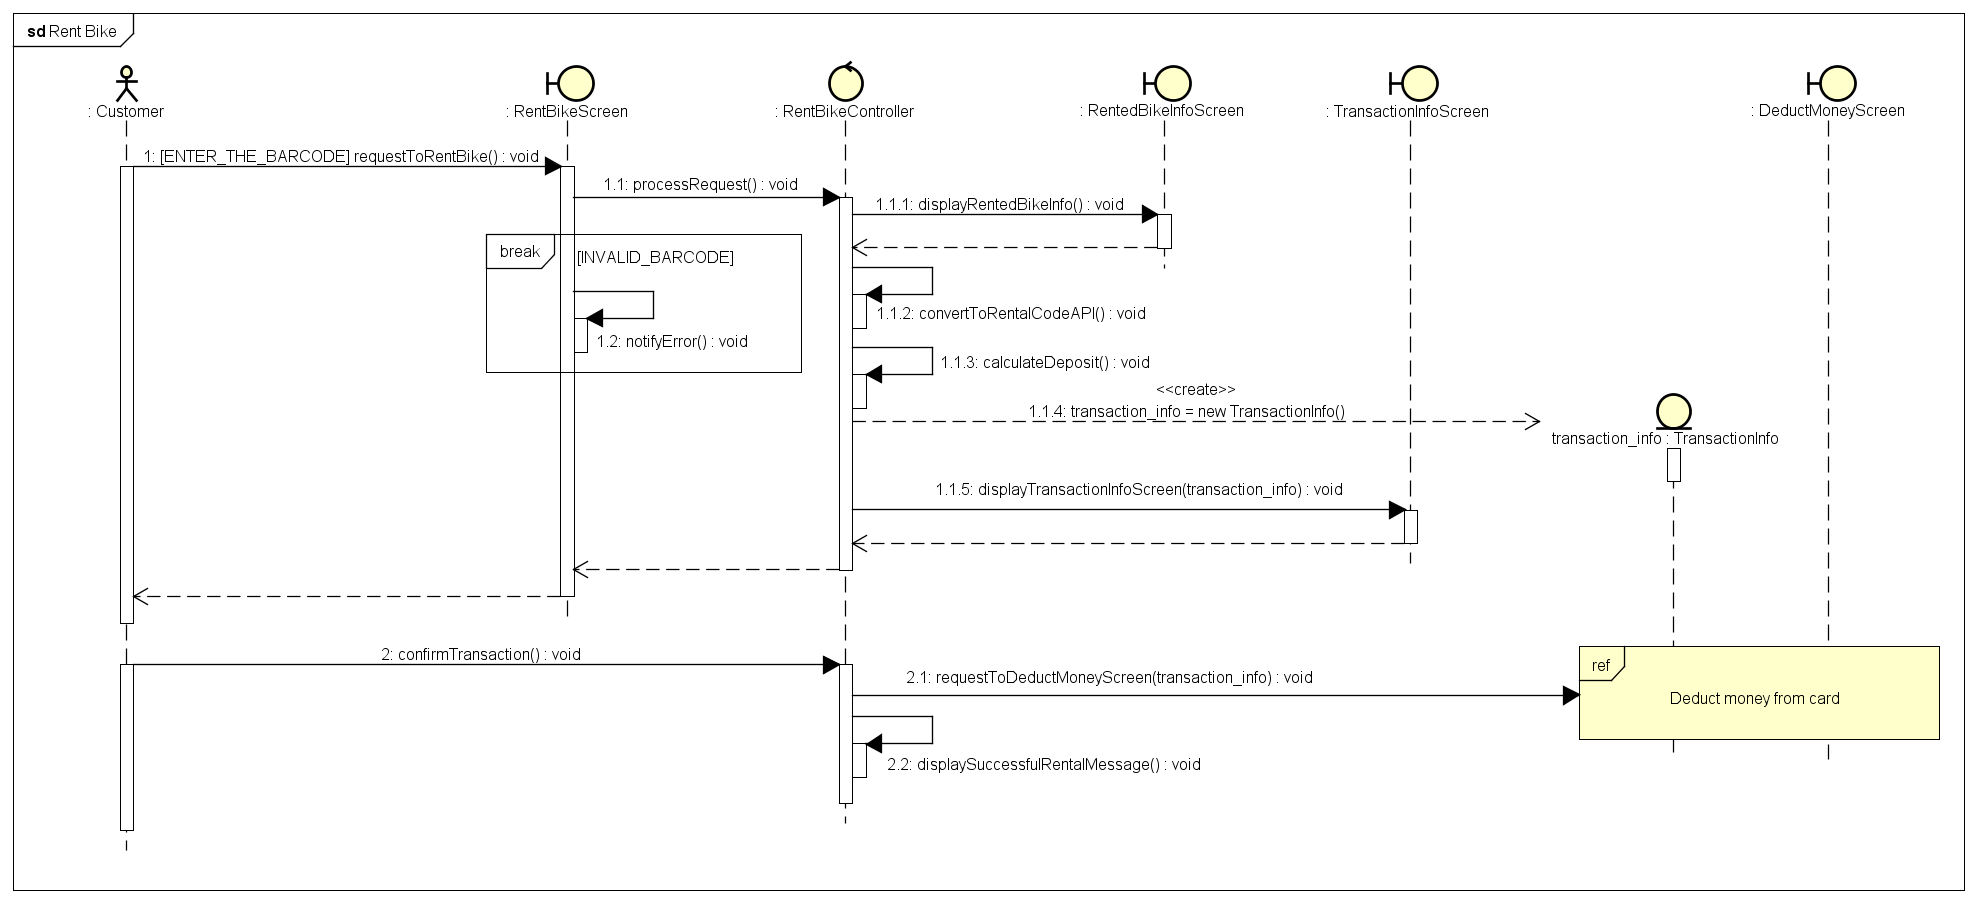 sd Rent Bike
: Customer
: RentBikeScreen
: RentBikeController
: RentedBikeInfoScreen
: TransactionInfoScreen
: DeductMoneyScreen
1: [ENTER_THE_BARCODE] requestToRentBike() : void
1.1: processRequest() : void
1.1.1: displayRentedBikeInfo() : void
break
[INVALID_BARCODE]
1.1.2: convertToRentalCodeAPI() : void
1.2: notifyError() : void
1.1.3: calculateDeposit() : void
<<create>>
1.1.4: transaction_info = new TransactionInfo()
transaction_info : TransactionInfo
1.1.5: displayTransactionInfoScreen(transaction_info) : void
2: confirmTransaction() : void
ref
2.1: requestToDeductMoneyScreen(transaction_info) : void
Deduct money from card
2.2: displaySuccessfulRentalMessage() : void